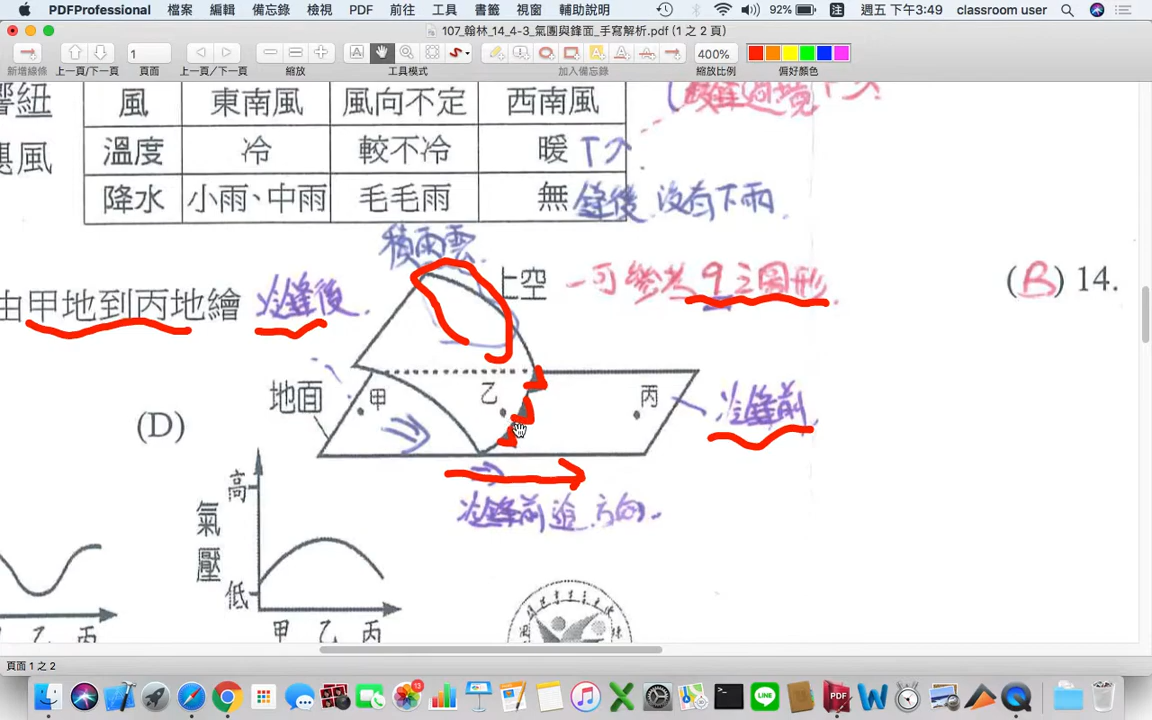 PDFProfessional 檔案 編輯 備忘錄 檢視 PDF 前往 工具 書籤 視窗 輔助說明 92% 注 週五 下午3:49 classroom user
107_翰林_14_4-3_氣團與鋒面_手寫解析.pdf (1 之 2 頁)
1 400%
新增線條 上一頁/下一頁 頁面 上一頁/下一頁 縮放 工具模式 加入備忘錄 縮放比例 偏好顏色
響紐 風 東南風 風向不定 西南風
溫度 冷 較不冷 暖 T↗
降水 小雨、中雨 毛毛雨 無 鋒後 沒有下雨
積雨雲
上空 一可參考 9 之圖形
(B) 14.
由甲地到丙地繪 冷鋒後
地面 甲 乙 丙 冷鋒前
(D)
高
冷鋒前進方向
氣壓
低
乙 丙 甲 乙 丙
頁面 1 之 2
13